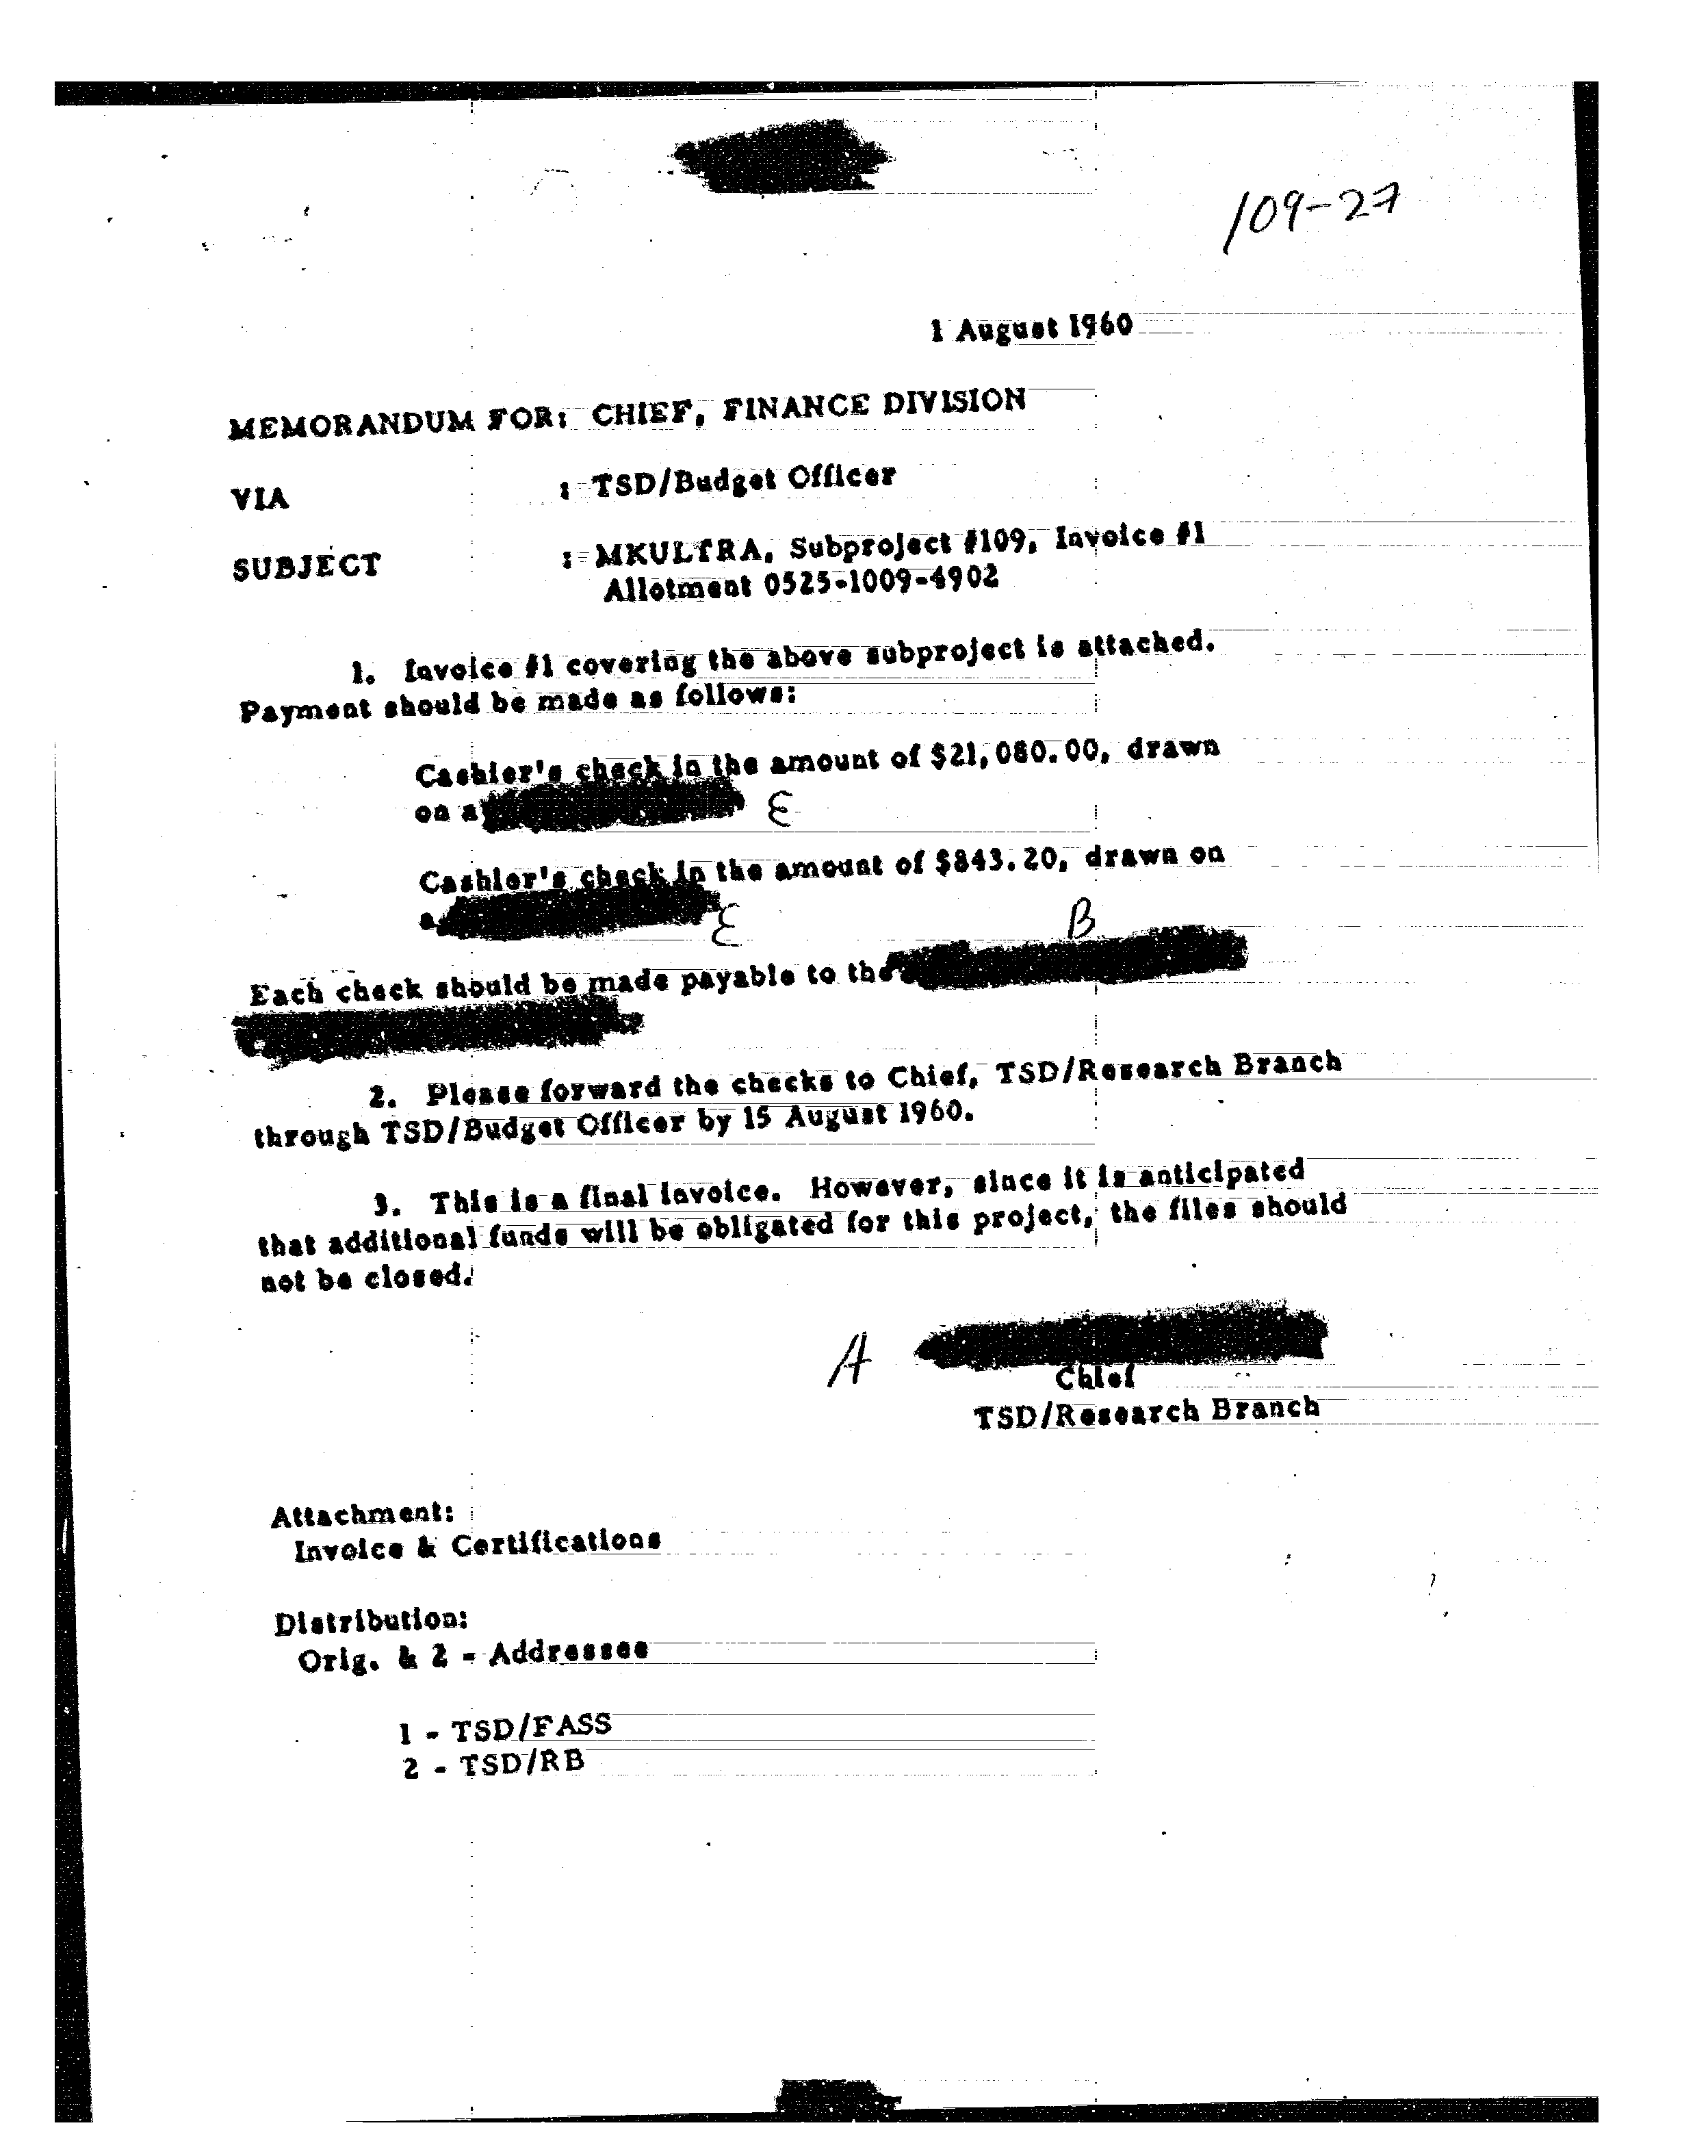 109-27
1 August 1960
MEMORANDUM FOR: CHIEF, FINANCE DIVISION
VIA : TSD/Budget Officer
SUBJECT : MKULTRA, Subproject #109, Invoice #1
Allotment 0525-1009-4902
1. Invoice #1 covering the above subproject is attached.
Payment should be made as follows:
Cashier's check in the amount of $21,080.00, drawn
on a E
Cashier's check in the amount of $843.20, drawn on
a E
B
Each check should be made payable to the
2. Please forward the checks to Chief, TSD/Research Branch
through TSD/Budget Officer by 15 August 1960.
3. This is a final invoice. However, since it is anticipated
that additional funds will be obligated for this project, the files should
not be closed.
A
Chief
TSD/Research Branch
Attachment:
Invoice & Certifications
Distribution:
Orig. & 2 - Addressee
1 - TSD/FASS
2 - TSD/RB